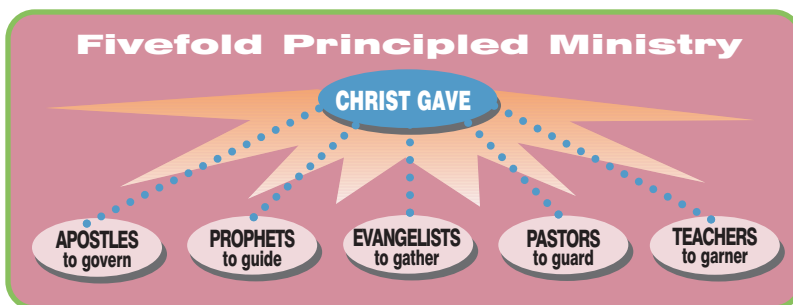 Fivefold Principled Ministry
CHRIST GAVE
APOSTLES
to govern
PROPHETS
to guide
EVANGELISTS
to gather
PASTORS
to guard
TEACHERS
to garner